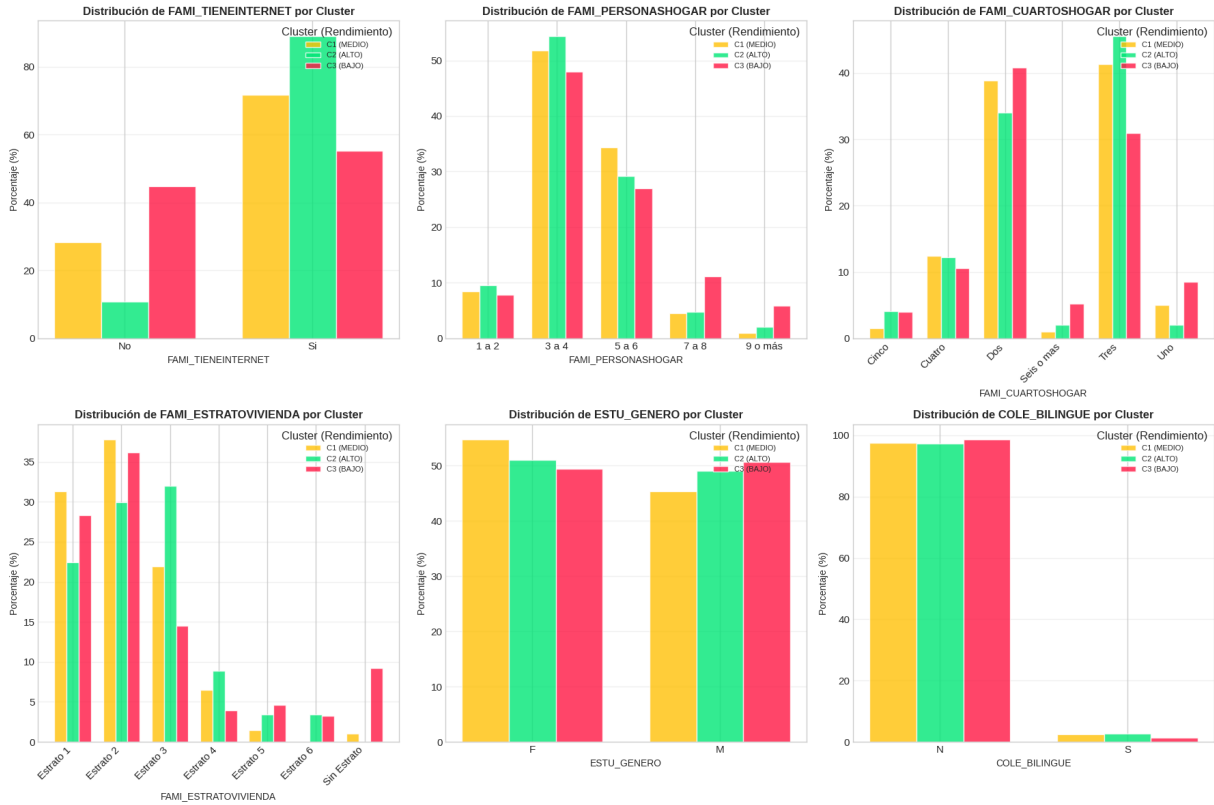 Distribución de FAMI_TIENEINTERNET por Cluster
Cluster (Rendimiento)
C1 (MEDIO)
C2 (ALTO)
C3 (BAJO)
Porcentaje (%)
80
60
40
20
0
No
Si
FAMI_TIENEINTERNET
Distribución de FAMI_PERSONASHOGAR por Cluster
Cluster (Rendimiento)
C1 (MEDIO)
C2 (ALTO)
C3 (BAJO)
Porcentaje (%)
50
40
30
20
10
0
1 a 2
3 a 4
5 a 6
7 a 8
9 o más
FAMI_PERSONASHOGAR
Distribución de FAMI_CUARTOSHOGAR por Cluster
Cluster (Rendimiento)
C1 (MEDIO)
C2 (ALTO)
C3 (BAJO)
Porcentaje (%)
40
30
20
10
0
Cinco
Cuatro
Dos
Seis o mas
Tres
Uno
FAMI_CUARTOSHOGAR
Distribución de FAMI_ESTRATOVIVIENDA por Cluster
Cluster (Rendimiento)
C1 (MEDIO)
C2 (ALTO)
C3 (BAJO)
Porcentaje (%)
35
30
25
20
15
10
5
0
Estrato 1
Estrato 2
Estrato 3
Estrato 4
Estrato 5
Estrato 6
Sin Estrato
FAMI_ESTRATOVIVIENDA
Distribución de ESTU_GENERO por Cluster
Cluster (Rendimiento)
C1 (MEDIO)
C2 (ALTO)
C3 (BAJO)
Porcentaje (%)
50
40
30
20
10
0
F
M
ESTU_GENERO
Distribución de COLE_BILINGUE por Cluster
Cluster (Rendimiento)
C1 (MEDIO)
C2 (ALTO)
C3 (BAJO)
Porcentaje (%)
100
80
60
40
20
0
N
S
COLE_BILINGUE